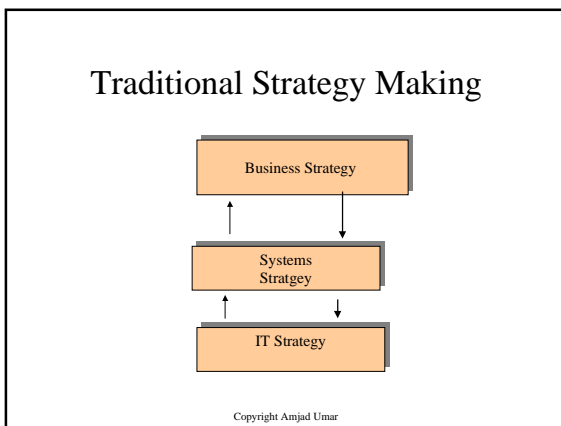 Traditional Strategy Making
Business Strategy
Systems
Stratgey
IT Strategy
Copyright Amjad Umar